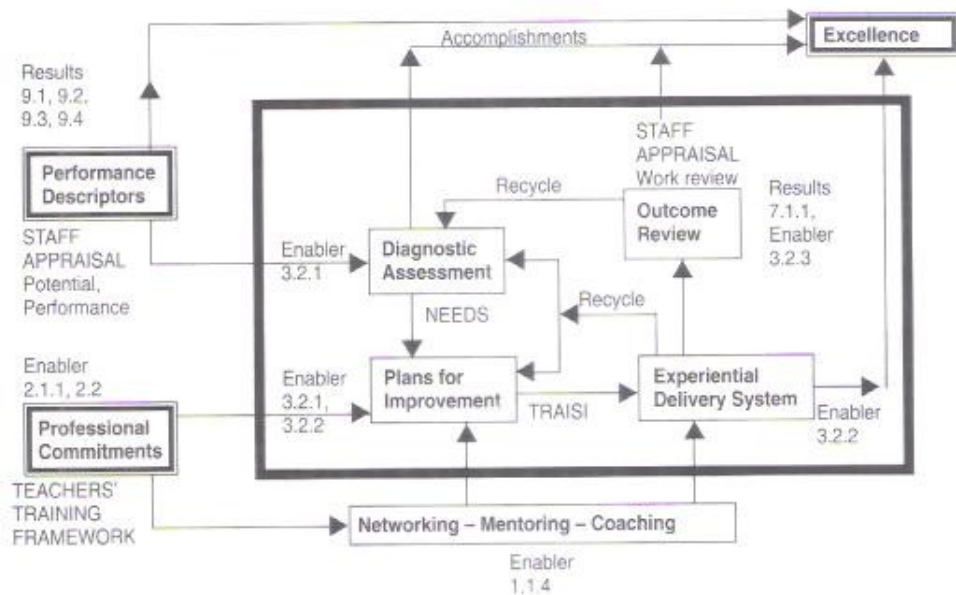 Accomplishments
Excellence
Results
9.1, 9.2,
9.3, 9.4
Performance
Descriptors
STAFF
APPRAISAL
Potential,
Performance
STAFF
APPRAISAL
Work review
Recycle
Outcome
Review
Results
7.1.1,
Enabler
3.2.3
Enabler
3.2.1
Diagnostic
Assessment
NEEDS
Recycle
Enabler
2.1.1, 2.2
Professional
Commitments
TEACHERS'
TRAINING
FRAMEWORK
Enabler
3.2.1,
3.2.2
Plans for
Improvement
TRAISI
Experiential
Delivery System
Enabler
3.2.2
Networking – Mentoring – Coaching
Enabler
1.1.4